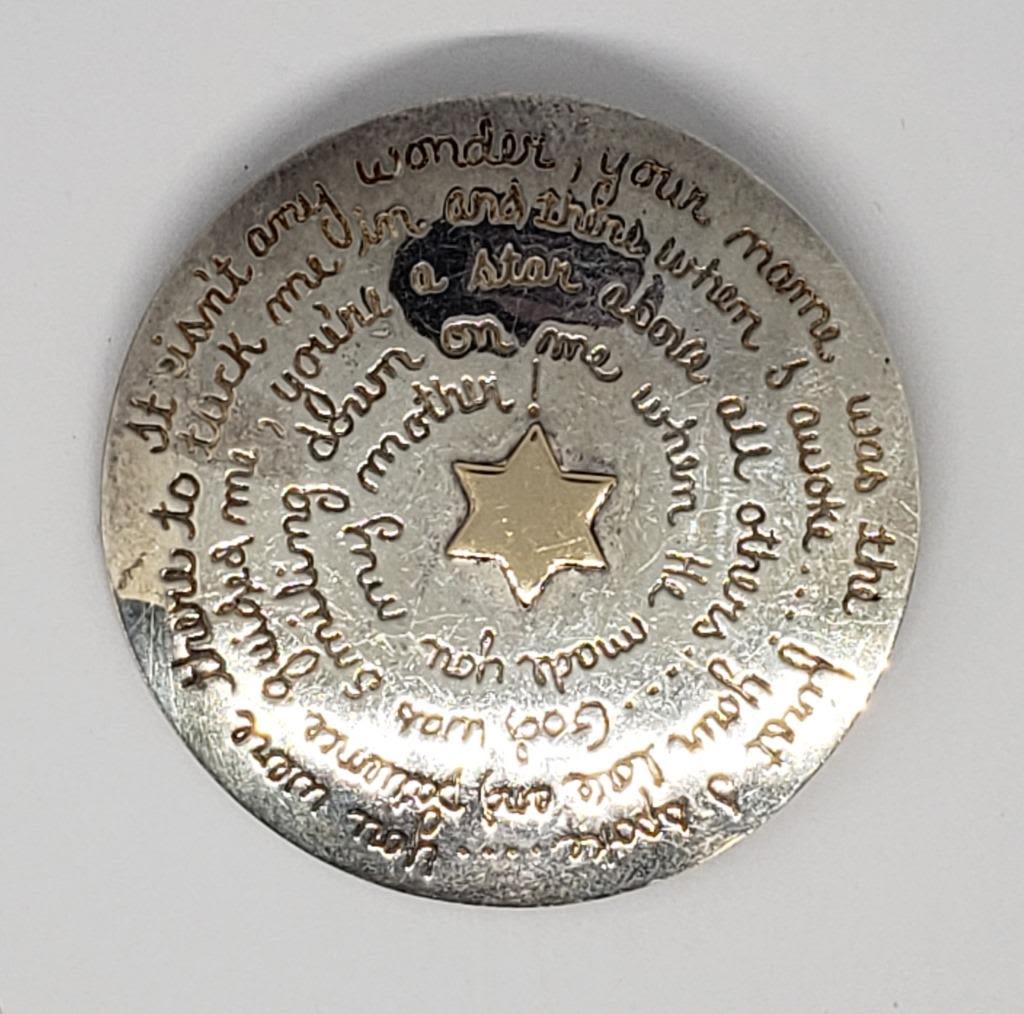 It isn't any wonder, your name was the first I spoke ..... you were there to
tuck me in and there when I awoke.... your love and patience guided me,
you're a star above all others.... God was smiling
down on me when He made you my mother!